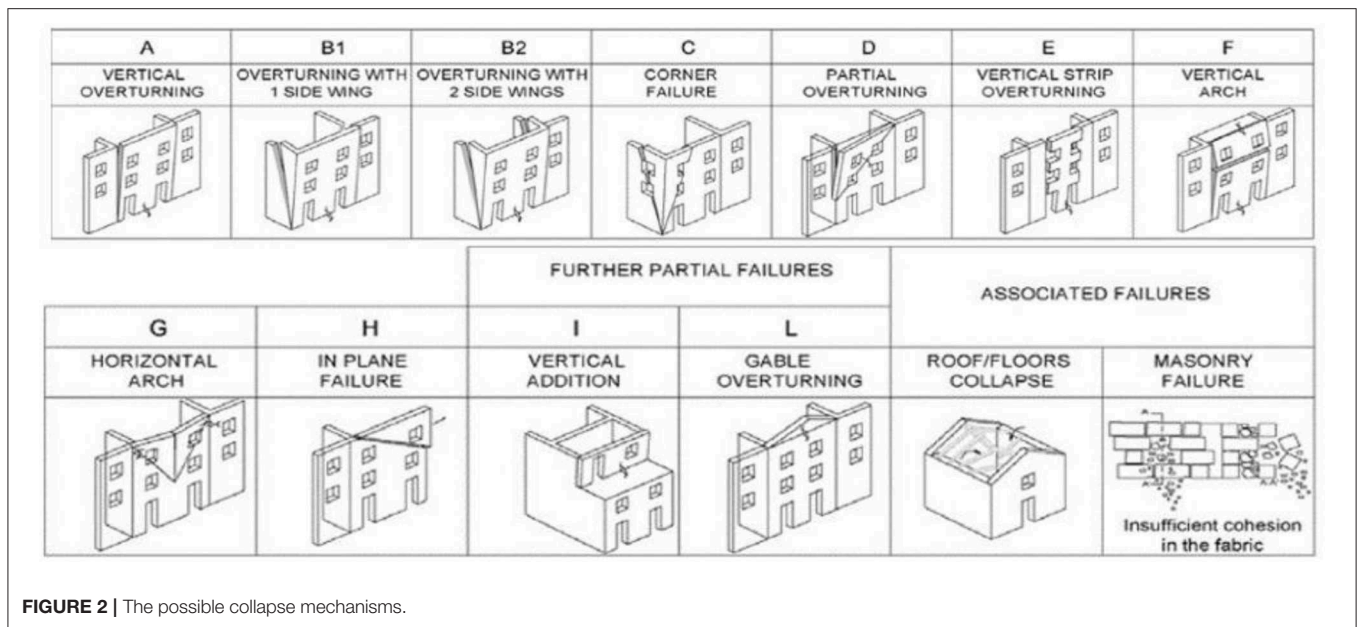 A B1 B2 C D E F
VERTICAL OVERTURNING WITH OVERTURNING WITH CORNER PARTIAL VERTICAL STRIP VERTICAL
OVERTURNING 1 SIDE WING 2 SIDE WINGS FAILURE OVERTURNING OVERTURNING ARCH
FURTHER PARTIAL FAILURES
ASSOCIATED FAILURES
G H I L
HORIZONTAL IN PLANE VERTICAL GABLE ROOF/FLOORS MASONRY
ARCH FAILURE ADDITION OVERTURNING COLLAPSE FAILURE
Insufficient cohesion
in the fabric
FIGURE 2 | The possible collapse mechanisms.